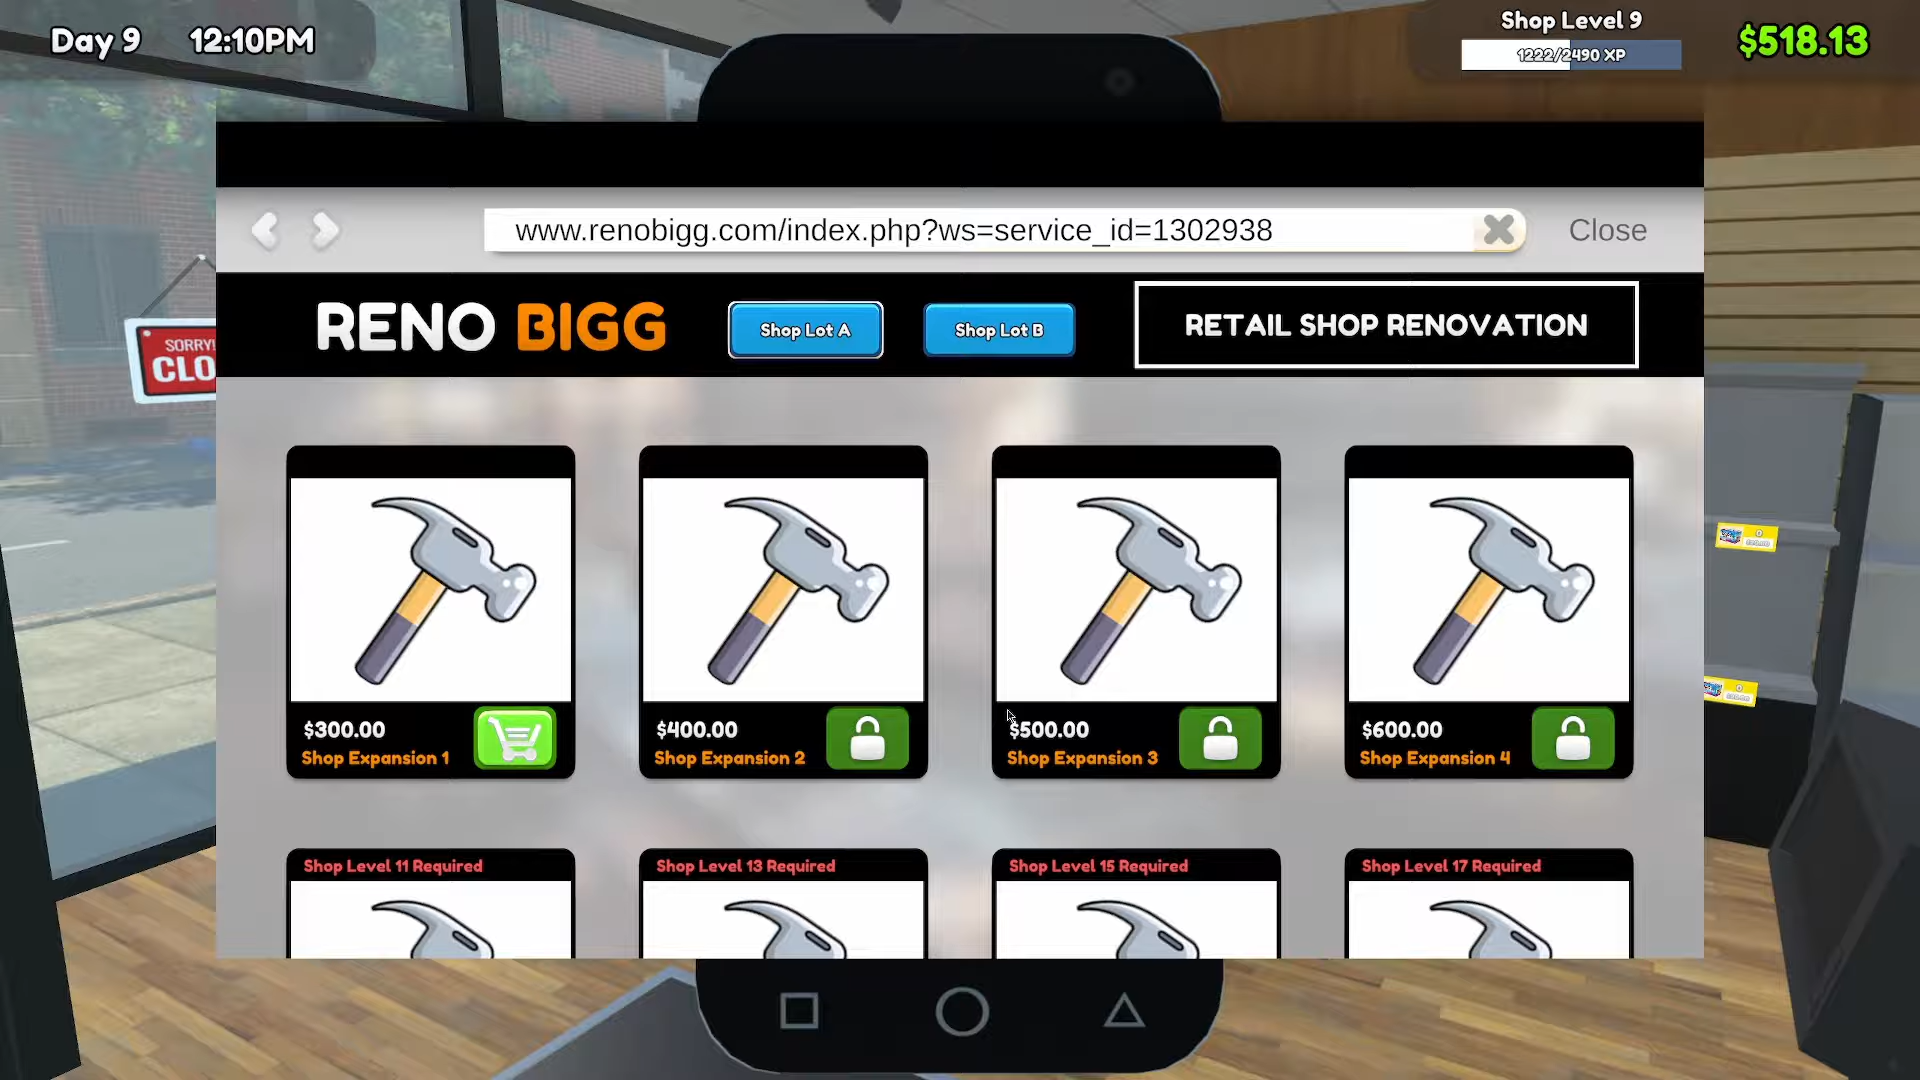 Day 9
12:10PM
Shop Level 9
1222/2490 XP
$518.13
www.renobigg.com/index.php?ws=service_id=1302938
Close
RENO BIGG
Shop Lot A
Shop Lot B
RETAIL SHOP RENOVATION
SORRY!
CLO
$300.00
Shop Expansion 1
$400.00
Shop Expansion 2
$500.00
Shop Expansion 3
$600.00
Shop Expansion 4
Shop Level 11 Required
Shop Level 13 Required
Shop Level 15 Required
Shop Level 17 Required